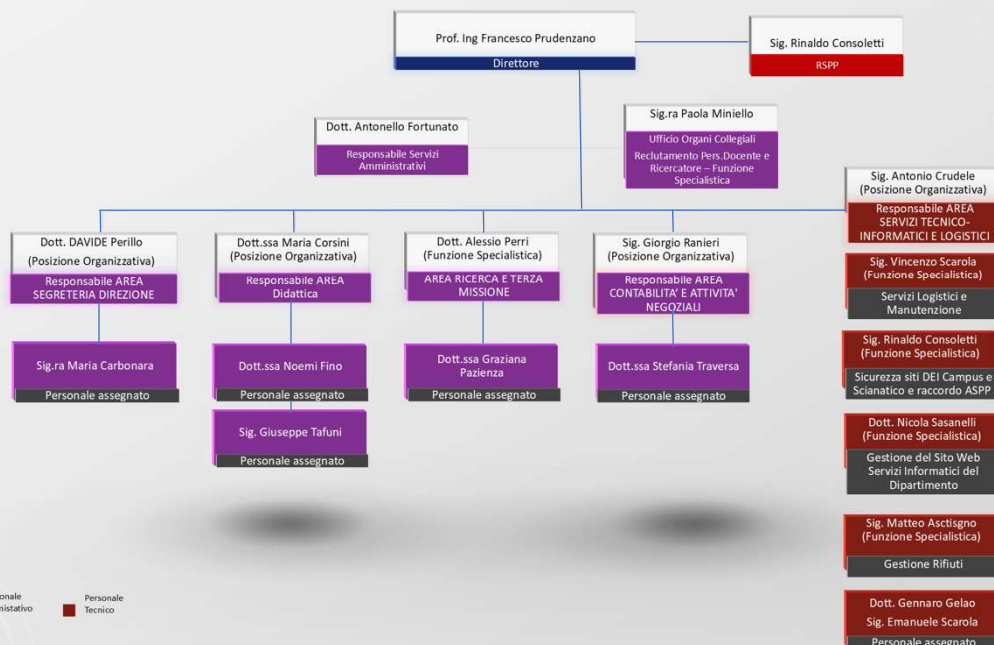 Prof. Ing Francesco Prudenzano
Direttore
Sig. Rinaldo Consoletti
RSPP
Dott. Antonello Fortunato
Responsabile Servizi
Amministrativi
Sig.ra Paola Miniello
Ufficio Organi Collegiali
Reclutamento Pers.Docente e
Ricercatore – Funzione
Specialistica
Dott. DAVIDE Perillo
(Posizione Organizzativa)
Responsabile AREA
SEGRETERIA DIREZIONE
Sig.ra Maria Carbonara
Personale assegnato
Dott.ssa Maria Corsini
(Posizione Organizzativa)
Responsabile AREA
Didattica
Dott.ssa Noemi Fino
Personale assegnato
Sig. Giuseppe Tafuni
Personale assegnato
Dott. Alessio Perri
(Funzione Specialistica)
AREA RICERCA E TERZA
MISSIONE
Dott.ssa Graziana
Pazienza
Personale assegnato
Sig. Giorgio Ranieri
(Posizione Organizzativa)
Responsabile AREA
CONTABILITA' E ATTIVITA'
NEGOZIALI
Dott.ssa Stefania Traversa
Personale assegnato
Sig. Antonio Crudele
(Posizione Organizzativa)
Responsabile AREA
SERVIZI TECNICO-
INFORMATICI E LOGISTICI
Sig. Vincenzo Scarola
(Funzione Specialistica)
Servizi Logistici e
Manutenzione
Sig. Rinaldo Consoletti
(Funzione Specialistica)
Sicurezza siti DEI Campus e
Scianatico e raccordo ASPP
Dott. Nicola Sasanelli
(Funzione Specialistica)
Gestione del Sito Web
Servizi Informatici del
Dipartimento
Sig. Matteo Asctisgno
(Funzione Specialistica)
Gestione Rifiuti
Dott. Gennaro Gelao
Sig. Emanuele Scarola
Personale assegnato
Personale
Tecnico